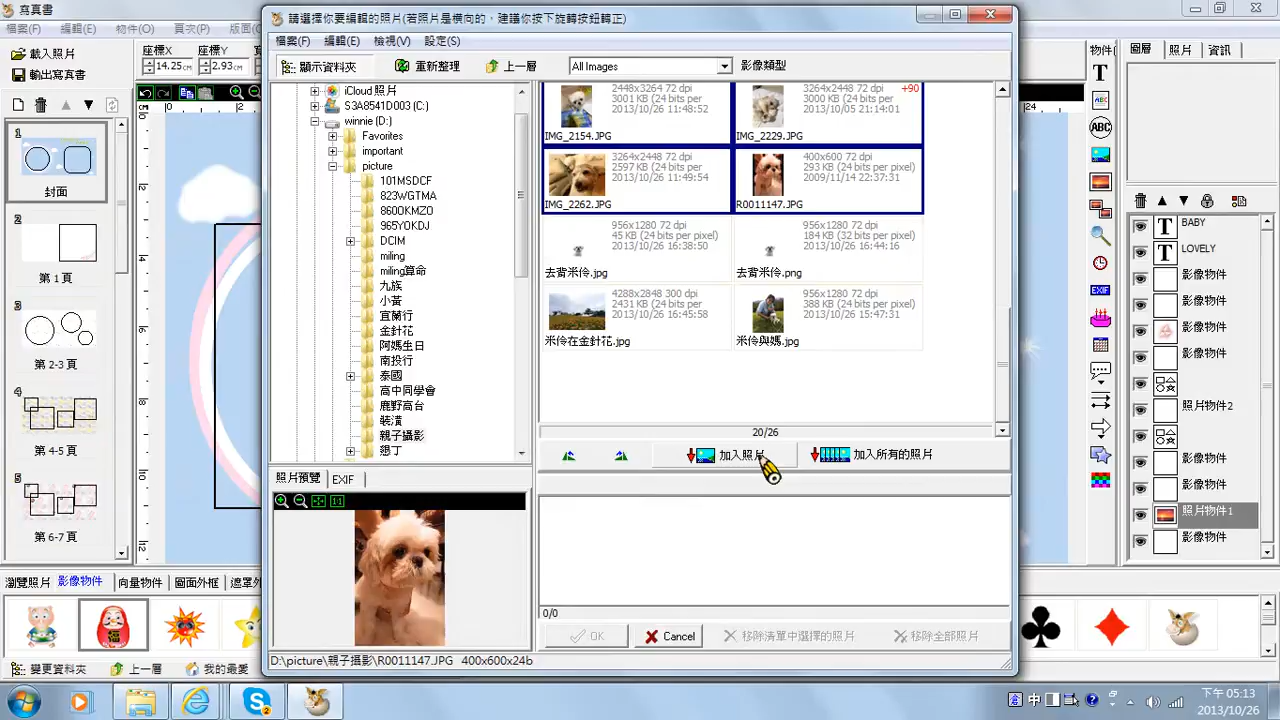 寫真書
檔案(F) 編輯(E) 物件(O) 頁次(P) 版面(
載入照片
輸出寫真書
座標X 座標Y
14.25cm 2.93cm
1
封面
2
第 1 頁
3
第 2-3 頁
4
第 4-5 頁
5
第 6-7 頁
請選擇你要編輯的照片(若照片是橫向的，建議你按下旋轉按鈕轉正)
檔案(F) 編輯(E) 檢視(V) 設定(S)
顯示資料夾 重新整理 上一層 All Images 影像類型
iCloud 照片
S3A8541D003 (C:)
winnie (D:)
Favorites
important
picture
101MSDCF
823WGTMA
8600KMZO
965YOKDJ
DCIM
miling
miling算命
九族
小黃
宜蘭行
金針花
阿媽生日
南投行
泰國
高中同學會
鹿野高台
裝潢
親子攝影
墾丁
2448x3264 72 dpi
3001 KB (24 bits per
2013/10/26 11:48:52
IMG_2154.JPG
3264x2448 72 dpi +90
3000 KB (24 bits per pixel)
2013/10/05 21:14:01
IMG_2229.JPG
3264x2448 72 dpi
2597 KB (24 bits per
2013/10/26 11:49:54
IMG_2262.JPG
400x600 72 dpi
293 KB (24 bits per pixel)
2009/11/14 22:37:31
R0011147.JPG
956x1280 72 dpi
45 KB (24 bits per pixel)
2013/10/26 16:38:50
去背米伶.jpg
956x1280 72 dpi
184 KB (32 bits per pixel)
2013/10/26 16:44:16
去背米伶.png
4288x2848 300 dpi
2431 KB (24 bits per
2013/10/26 16:45:58
米伶在金針花.jpg
956x1280 72 dpi
388 KB (24 bits per pixel)
2013/10/26 15:47:31
米伶與媽.jpg
20/26
加入照片 加入所有的照片
照片預覽 EXIF
1:1
0/0
OK Cancel 移除清單中選擇的照片 移除全部照片
D:\picture\親子攝影\R0011147.JPG 400x600x24b
物件(
T
ABC
EXIF
圖層 照片 資訊
T BABY
T LOVELY
影像物件
影像物件
影像物件
影像物件
照片物件2
影像物件
影像物件
照片物件1
影像物件
瀏覽照片 影像物件 向量物件 圖面外框 遮罩外
變更資料夾 上一層 我的最愛
中
下午 05:13
2013/10/26